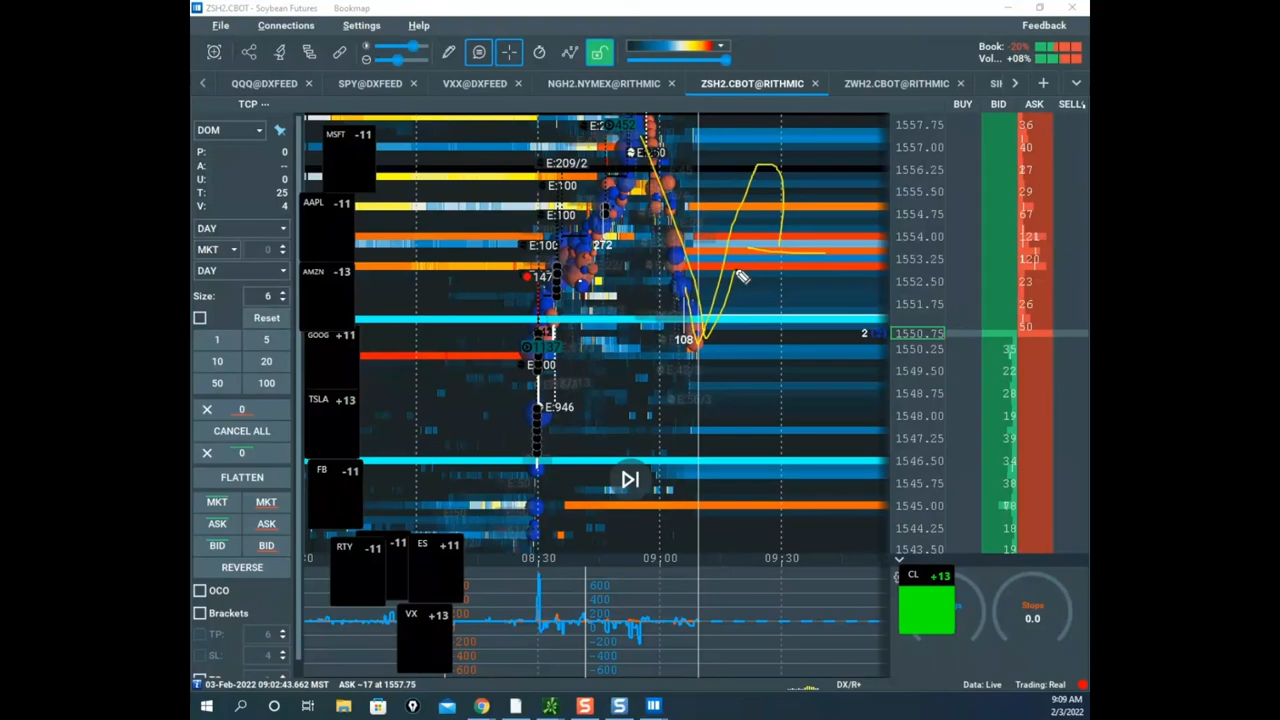 ZSH2.CBOT - Soybean Futures Bookmap
File Connections Settings Help Feedback
Book: -20%
Vol... +08%
QQQ@DXFEED SPY@DXFEED VXX@DXFEED NGH2.NYMEX@RITHMIC ZSH2.CBOT@RITHMIC ZWH2.CBOT@RITHMIC
TCP ... BUY BID ASK SELL
DOM
P: 0
A: --
U: 0
T: 25
V: 4
DAY
MKT 0
DAY
Size: 6
Reset
1 5
10 20
50 100
0
CANCEL ALL
0
FLATTEN
MKT MKT
ASK ASK
BID BID
REVERSE
OCO
Brackets
TP: 6
SL: 4
MSFT -11
AAPL -11
AMZN -13
GOOG +11
TSLA +13
FB -11
RTY -11
-11
ES +11
VX +13
452
E:209/2
E:100
E:100
272
147
1137
E:946
108
2
1557.75 36
1557.00 40
1556.25 27
1555.50 29
1554.75 67
1554.00 121
1553.25 120
1552.50 23
1551.75 26
50
1550.75
1550.25 35
1549.50 22
1548.75 28
1548.00 19
1547.25 39
1546.50 34
1545.75 38
1545.00 18
1544.25 18
1543.50 19
08:30 09:00 09:30
600
400
200
0
-200
-400
-600
CL +13
Stops
0.0
03-Feb-2022 09:02:43.662 MST ASK ~17 at 1557.75 DX/R+ Data: Live Trading: Real
9:09 AM
2/3/2022